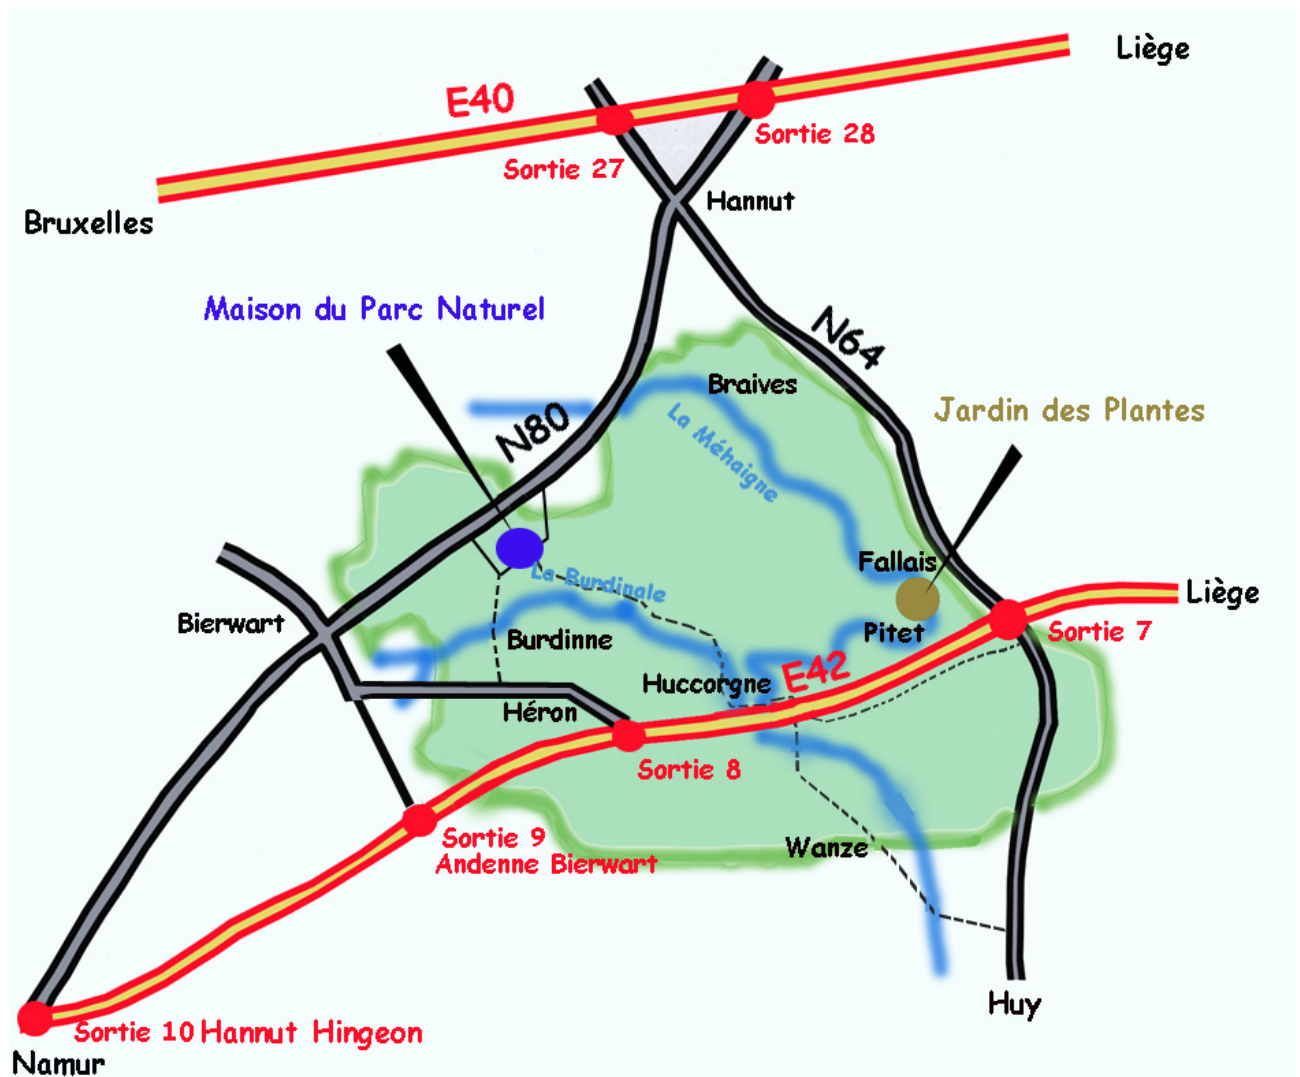 Liège
E40
Sortie 28
Sortie 27
Hannut
Bruxelles
Maison du Parc Naturel
N64
Braives
Jardin des Plantes
N80
La Méhaigne
Fallais
La Burdinale
Liège
Bierwart
Burdinne
Pitet
Sortie 7
Huccorgne
E42
Héron
Sortie 8
Sortie 9
Andenne Bierwart
Wanze
Huy
Sortie 10 Hannut Hingeon
Namur